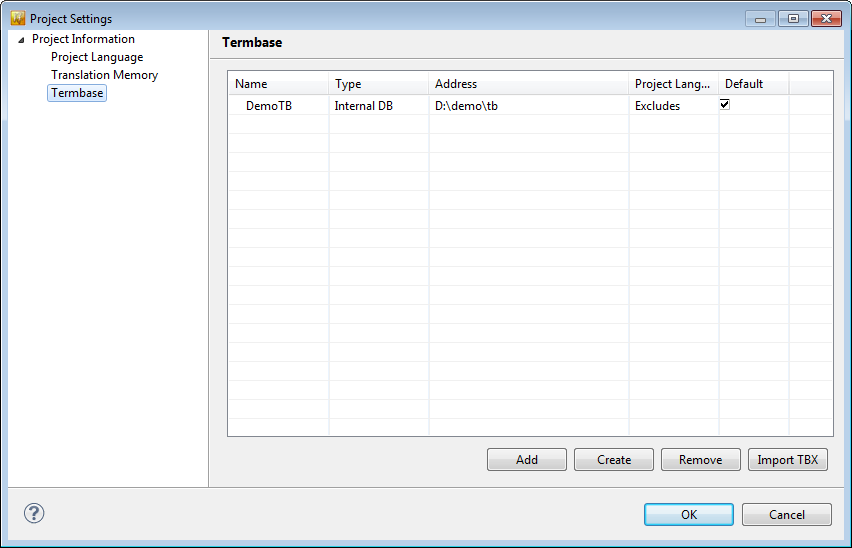 Project Settings
Project Information
Project Language
Translation Memory
Termbase
Termbase
Name Type Address Project Lang... Default
DemoTB Internal DB D:\demo\tb Excludes
Add Create Remove Import TBX
? OK Cancel